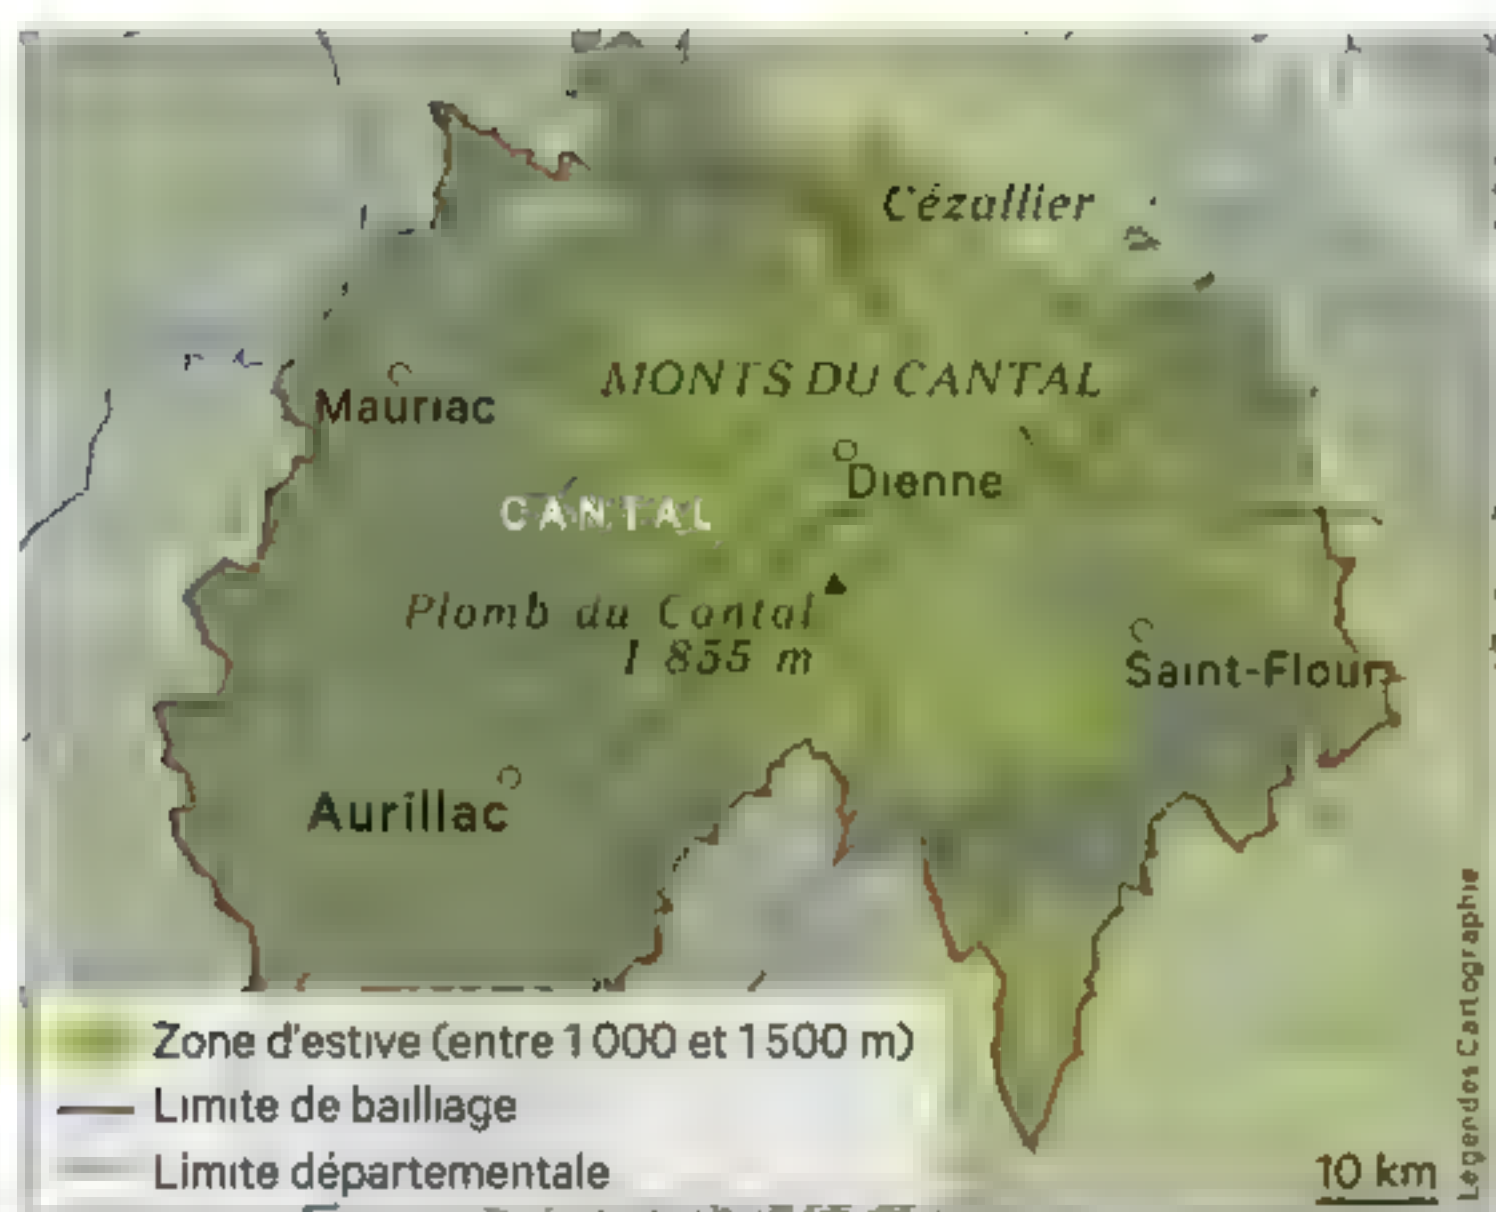 Cézallier
MONTS DU CANTAL
Mauriac
Dienne
CANTAL
Plomb du Cantal
1 855 m
Saint-Flour
Aurillac
Zone d'estive (entre 1 000 et 1 500 m)
Limite de bailliage
Limite départementale
10 km
Légendes Cartographie